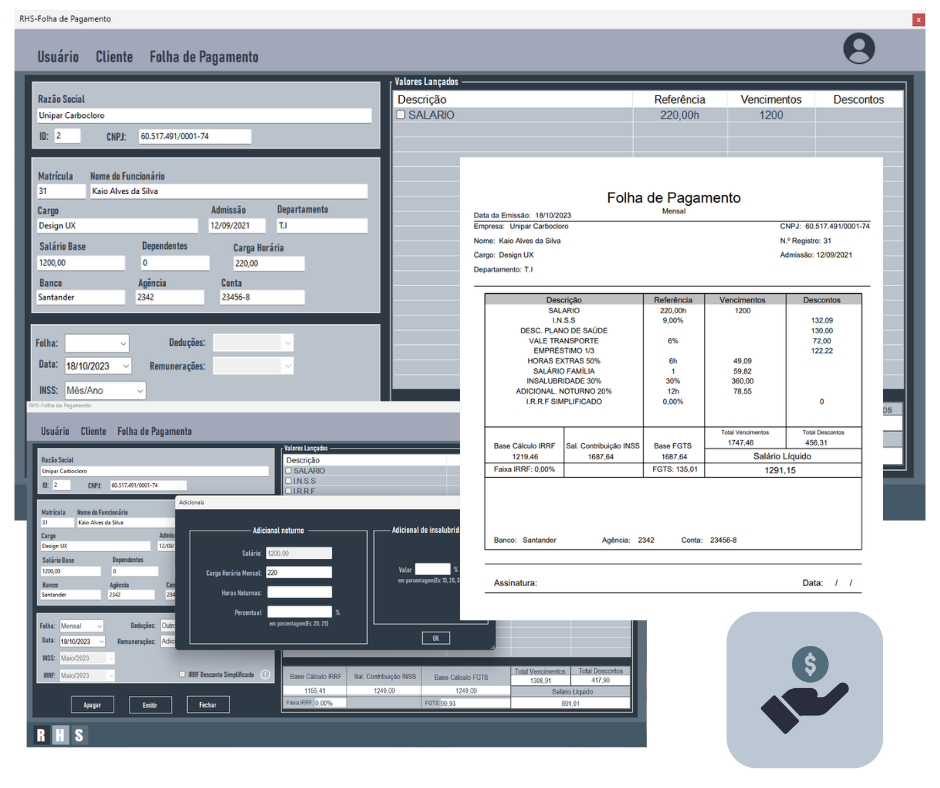 RHS-Folha de Pagamento
x
Usuário Cliente Folha de Pagamento
Razão Social
Unipar Carbocloro
ID: 2 CNPJ: 60.517.491/0001-74
Matrícula Nome do Funcionário
31 Kaio Alves da Silva
Cargo Admissão Departamento
Design UX 12/09/2021 T.I
Salário Base Dependentes Carga Horária
1200,00 0 220,00
Banco Agência Conta
Santander 2342 23456-8
Folha: Deduções:
Data: 18/10/2023 Remunerações:
INSS: Mês/Ano
Valores Lançados
Descrição Referência Vencimentos Descontos
SALARIO 220,00h 1200
OS
Folha de Pagamento
Mensal
Data da Emissão: 18/10/2023
Empresa: Unipar Carbocloro CNPJ: 60.517.491/0001-74
Nome: Kaio Alves da Silva N.º Registro: 31
Cargo: Design UX Admissão: 12/09/2021
Departamento: T.I
Descrição Referência Vencimentos Descontos
SALARIO 220,00h 1200
I.N.S.S 9,00% 132,09
DESC. PLANO DE SAÚDE 130,00
VALE TRANSPORTE 6% 72,00
EMPRÉSTIMO 1/3 122,22
HORAS EXTRAS 50% 6h 49,09
SALÁRIO FAMÍLIA 1 59,82
INSALUBRIDADE 30% 30% 360,00
ADICIONAL. NOTURNO 20% 12h 78,55
I.R.R.F SIMPLIFICADO 0,00% 0
Total Vencimentos Total Descontos
1747,46 456,31
Base Cálculo IRRF Sal. Contribuição INSS Base FGTS Salário Líquido
1219,46 1687,64 1687,64
Faixa IRRF: 0,00% FGTS: 135,01 1291,15
Banco: Santander Agência: 2342 Conta: 23456-8
Assinatura: Data: / /
RHS-Folha de Pagamento
Usuário Cliente Folha de Pagamento
Razão Social
Unipar Carbocloro
ID: 2 CNPJ: 60.517.491/0001-74
Matrícula Nome do Funcionário
31 Kaio Alves da Silva
Cargo Admis
Design UX 12/09/
Salário Base Dependentes
1200,00 0
Banco Agência Con
Santander 2342 234
Folha: Mensal Deduções: Outro
Data: 18/10/2023 Remunerações: Adic
INSS: Maio/2023
IRRF: Maio/2023 IRRF Desconto Simplificado ?
Apagar Emitir Fechar
Valores Lançados
Descrição
SALARIO
I.N.S.S
I.R.R.F
Adicionais
Adicional noturno
Salário: 1200,00
Carga Horária Mensal: 220
Horas Noturnas:
Percentual %
em porcentagem(Ex: 20, 25)
Adicional de insalubrid
Valor %
em porcentagem(Ex: 10, 20, 3
OK
Total Vencimentos Total Descontos
1308,91 417,90
Base Cálculo IRRF Sal. Contribuição INSS Base Cálculo FGTS Salário Líquido
1155,41 1249,09 1249,09
Faixa IRRF: 0,00% FGTS: 99,93 891,01
RHS
$